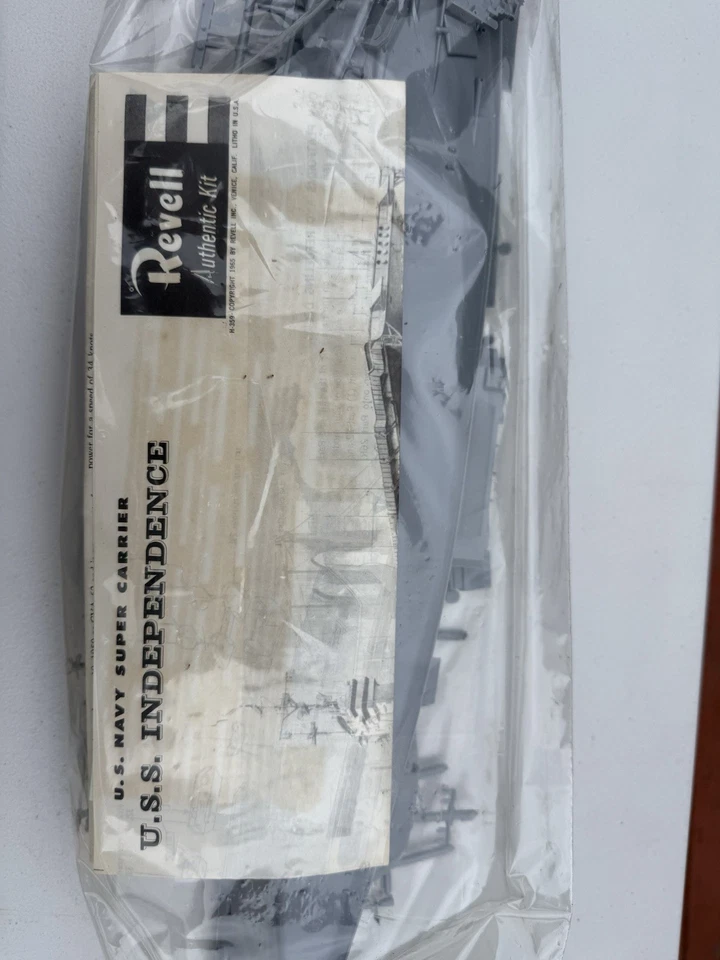 Revell
Authentic Kit
H-359 COPYRIGHT 1965 BY REVELL INC. VENICE, CALIF. LITHO IN U.S.A.
U.S. NAVY SUPER CARRIER
U.S.S. INDEPENDENCE
power for a speed of 34 knots